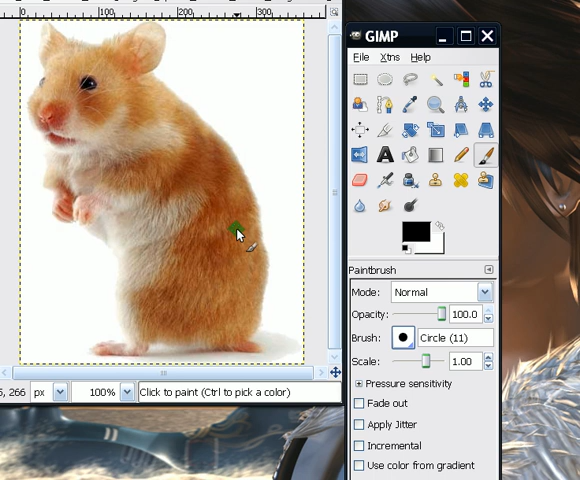 0 100 200 300
GIMP
File Xtns Help
Paintbrush
Mode: Normal
Opacity: 100.0
Brush: Circle (11)
Scale: 1.00
Pressure sensitivity
Fade out
Apply Jitter
Incremental
Use color from gradient
5, 266 px 100% Click to paint (Ctrl to pick a color)